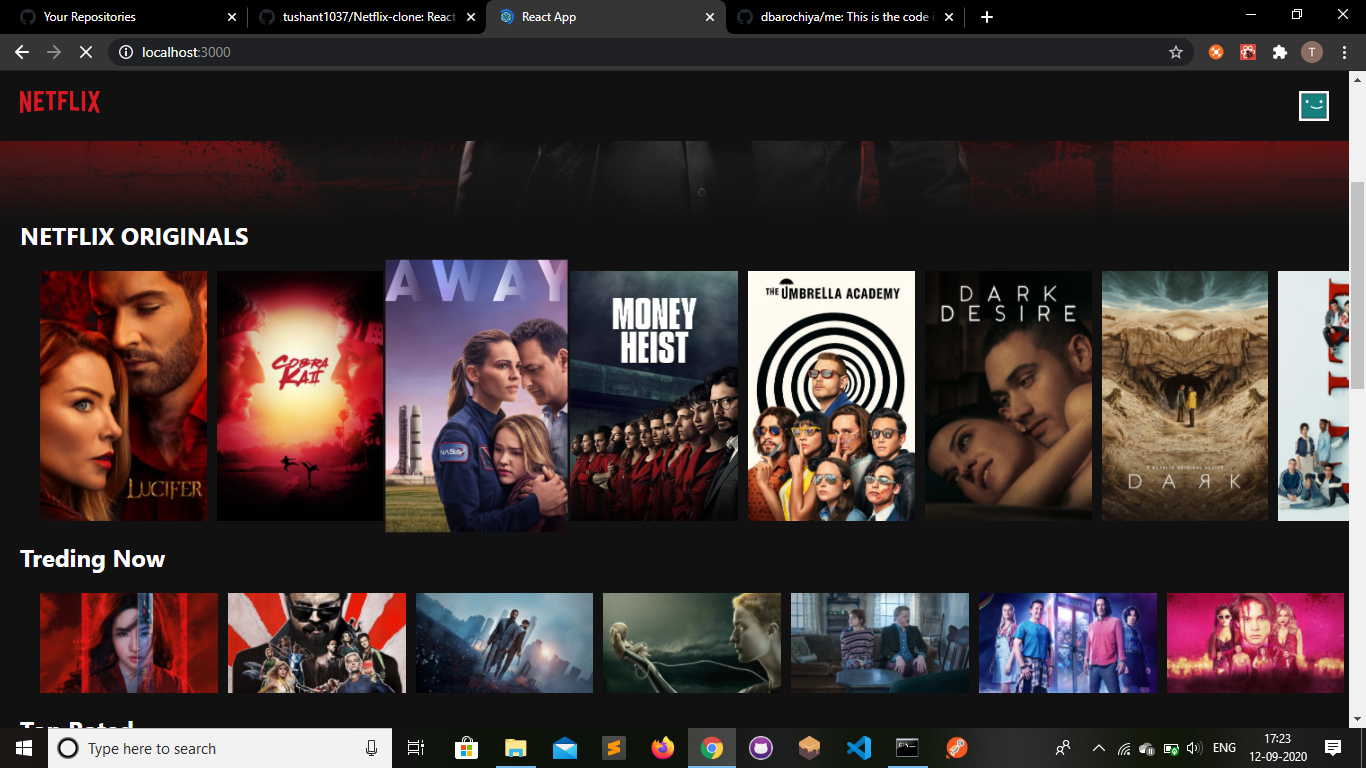 Your Repositories
tushant1037/Netflix-clone: React
React App
dbarochiya/me: This is the code i
localhost:3000
T
NETFLIX
NETFLIX ORIGINALS
LUCIFER
COBRA
KAI
AWAY
NASA
MONEY
HEIST
THE UMBRELLA ACADEMY
DARK
DESIRE
A NETFLIX ORIGINAL SERIES
DAЯK
Treding Now
Top Rated
Type here to search
ENG
17:23
12-09-2020